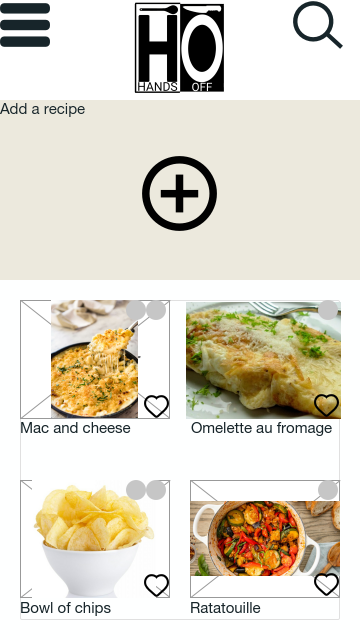 HO
HANDS OFF
Add a recipe
Mac and cheese
Omelette au fromage
Bowl of chips
Ratatouille